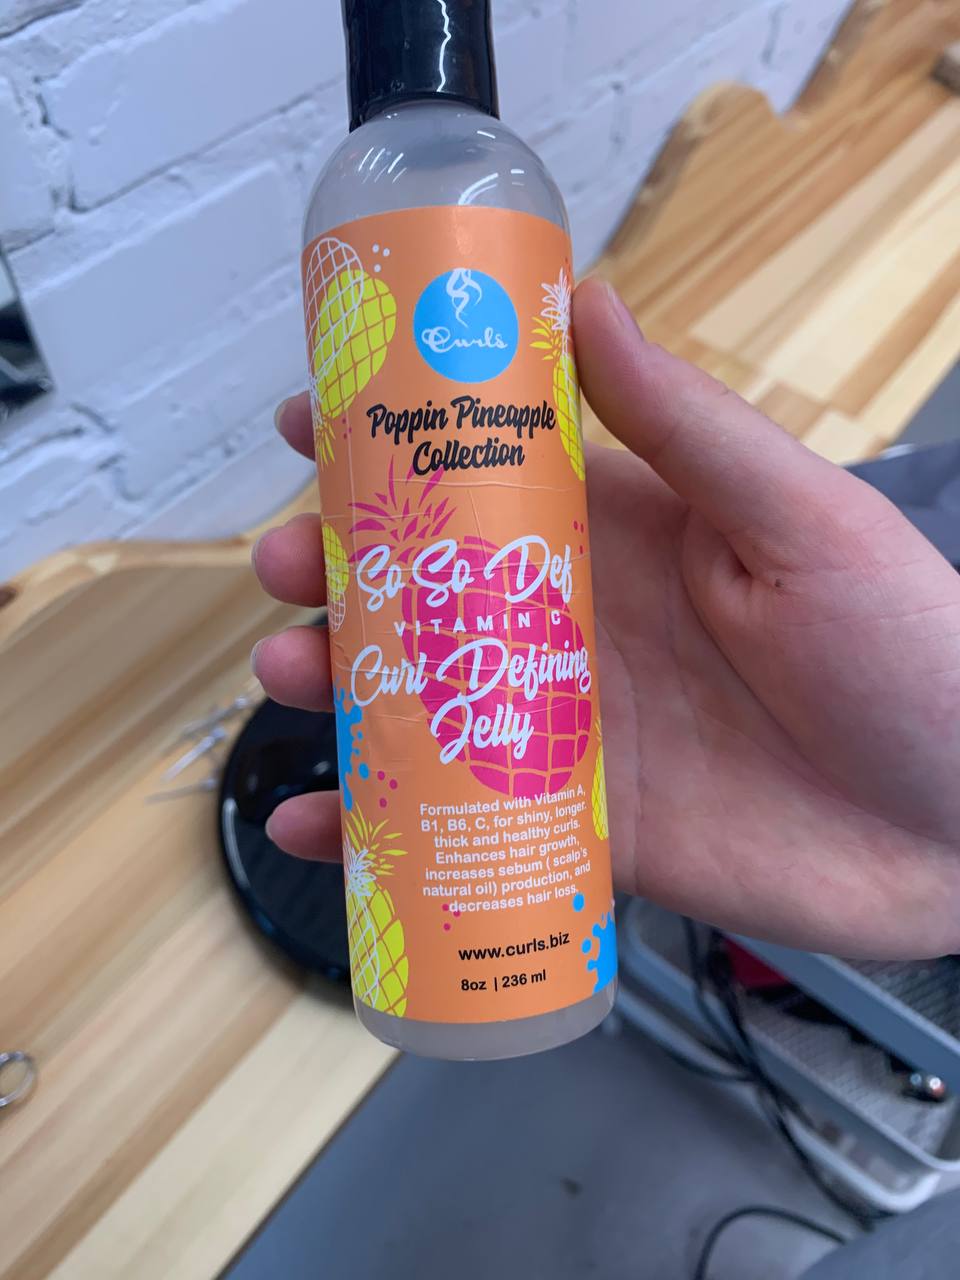 Curls
Poppin Pineapple
Collection
So So Def
VITAMIN C
Curl Defining
Jelly
Formulated with Vitamin A,
B1, B6, C, for shiny, longer.
thick and healthy curls.
Enhances hair growth,
increases sebum ( scalp's
natural oil) production, and
decreases hair loss.
www.curls.biz
8oz | 236 ml